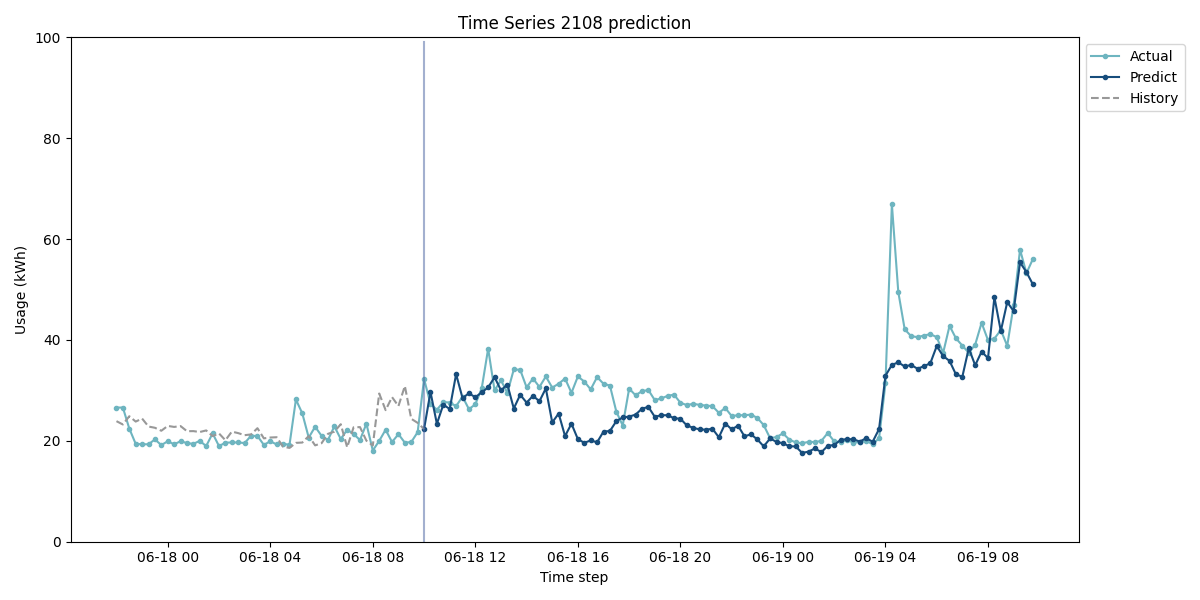 Time Series 2108 prediction
100
80
60
40
20
0
Usage (kWh)
06-18 00
06-18 04
06-18 08
06-18 12
06-18 16
06-18 20
06-19 00
06-19 04
06-19 08
Time step
Actual
Predict
History